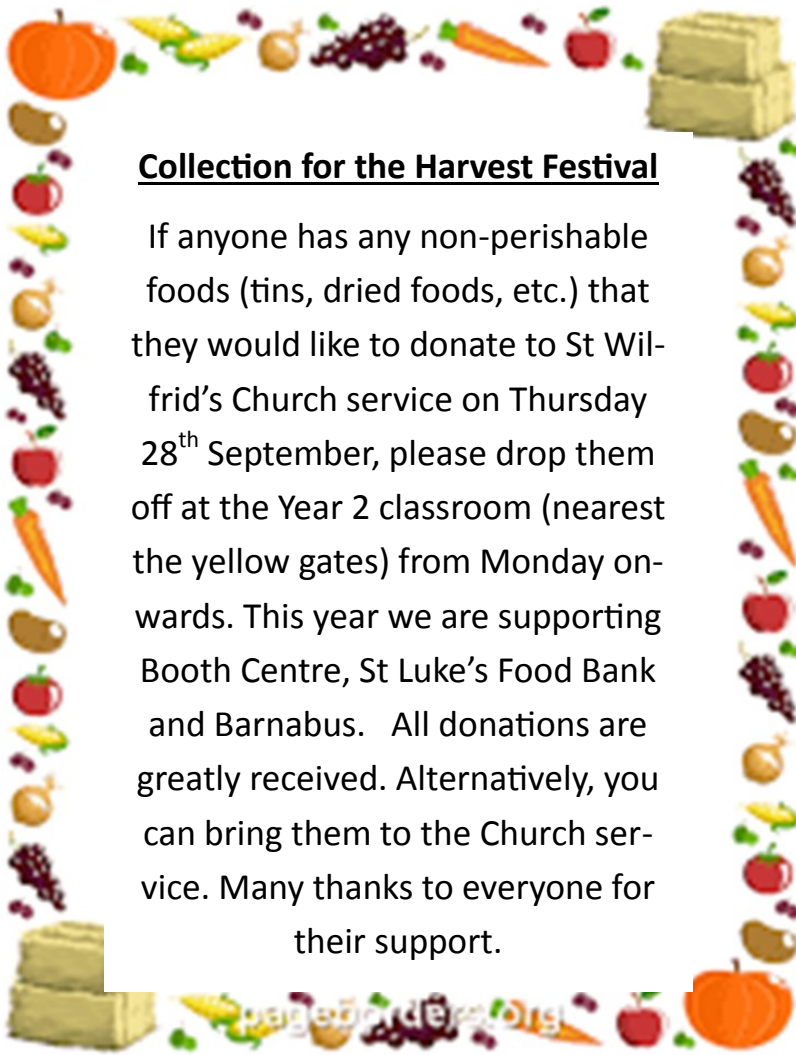 Collection for the Harvest Festival
If anyone has any non-perishable
foods (tins, dried foods, etc.) that
they would like to donate to St Wil-
frid’s Church service on Thursday
28th September, please drop them
off at the Year 2 classroom (nearest
the yellow gates) from Monday on-
wards. This year we are supporting
Booth Centre, St Luke’s Food Bank
and Barnabus.   All donations are
greatly received. Alternatively, you
can bring them to the Church ser-
vice. Many thanks to everyone for
their support.
pageborders.org